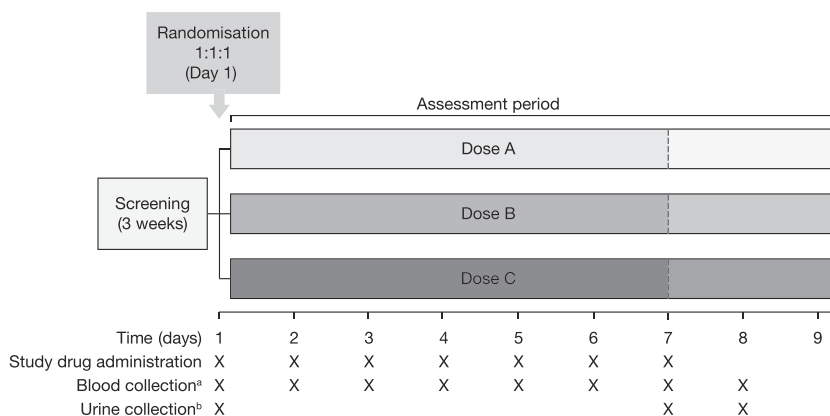 Randomisation
1:1:1
(Day 1)
Assessment period
Dose A
Screening
(3 weeks)
Dose B
Dose C
Time (days) 1 2 3 4 5 6 7 8 9
Study drug administration X X X X X X X
Blood collectionᵃ X X X X X X X X
Urine collectionᵇ X X X